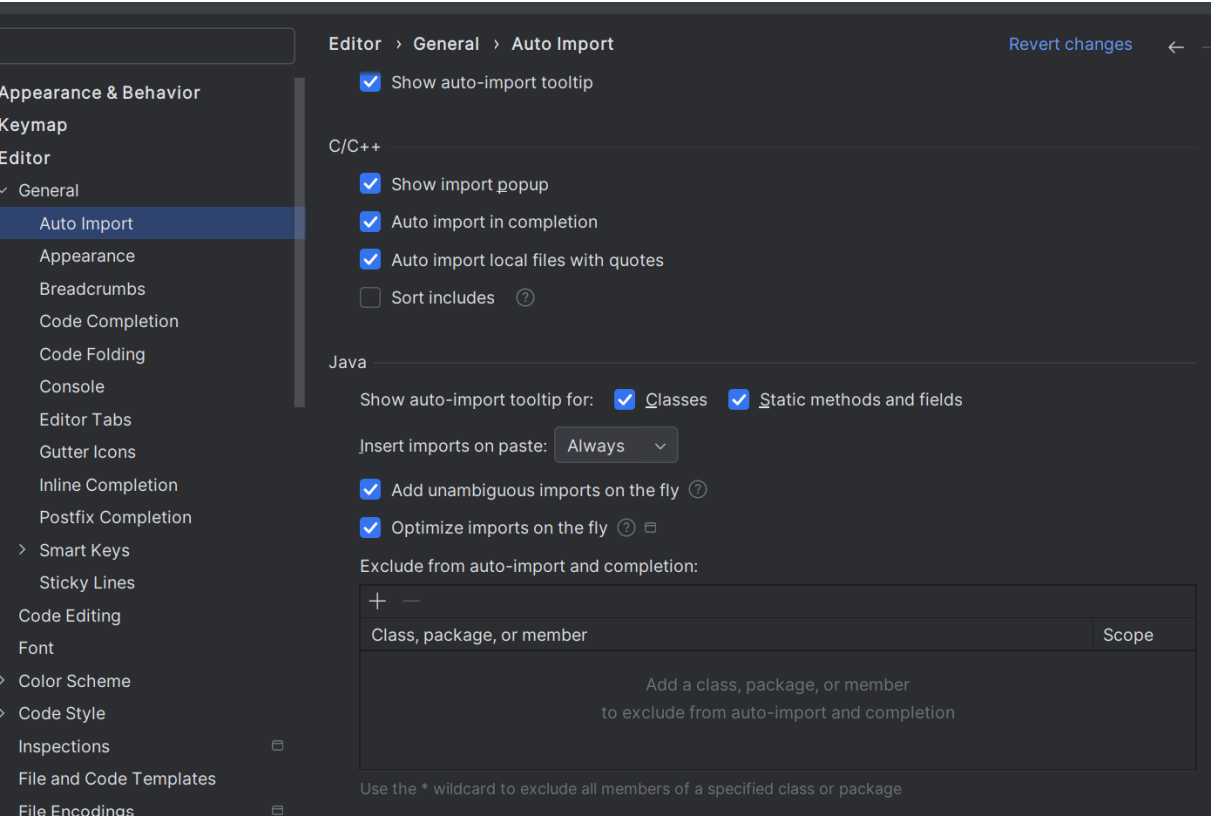 Editor › General › Auto Import
Revert changes
Appearance & Behavior
Keymap
Editor
General
Auto Import
Appearance
Breadcrumbs
Code Completion
Code Folding
Console
Editor Tabs
Gutter Icons
Inline Completion
Postfix Completion
Smart Keys
Sticky Lines
Code Editing
Font
Color Scheme
Code Style
Inspections
File and Code Templates
File Encodings
Show auto-import tooltip
C/C++
Show import popup
Auto import in completion
Auto import local files with quotes
Sort includes
Java
Show auto-import tooltip for: Classes Static methods and fields
Insert imports on paste: Always
Add unambiguous imports on the fly
Optimize imports on the fly
Exclude from auto-import and completion:
Class, package, or member Scope
Add a class, package, or member
to exclude from auto-import and completion
Use the * wildcard to exclude all members of a specified class or package